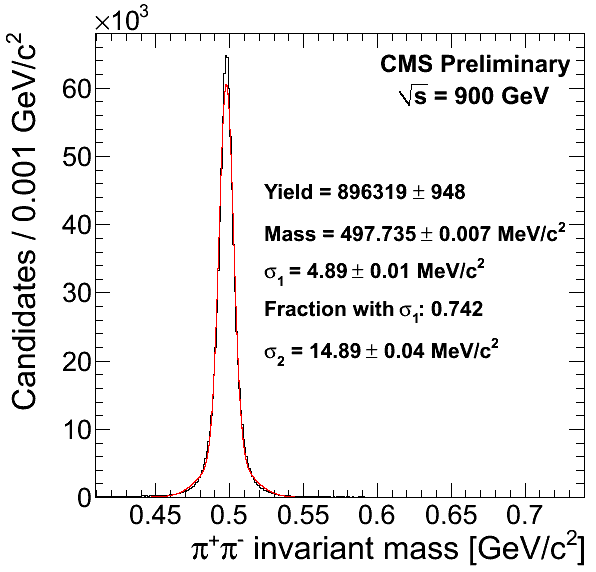 ×10³
CMS Preliminary
√s = 900 GeV
Yield = 896319 ± 948
Mass = 497.735 ± 0.007 MeV/c²
σ₁ = 4.89 ± 0.01 MeV/c²
Fraction with σ₁: 0.742
σ₂ = 14.89 ± 0.04 MeV/c²
Candidates / 0.001 GeV/c²
60
50
40
30
20
10
0
0.45 0.5 0.55 0.6 0.65 0.7
π⁺π⁻ invariant mass [GeV/c²]